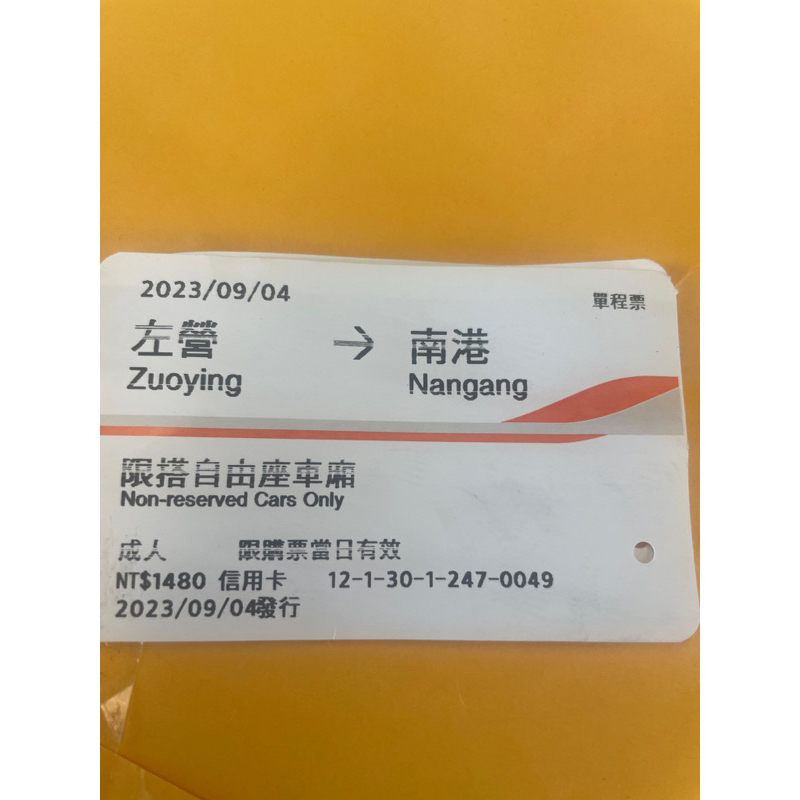 2023/09/04
單程票
左營 → 南港
Zuoying Nangang
限搭自由座車廂
Non-reserved Cars Only
成人 限購票當日有效
NT$1480 信用卡 12-1-30-1-247-0049
2023/09/04發行